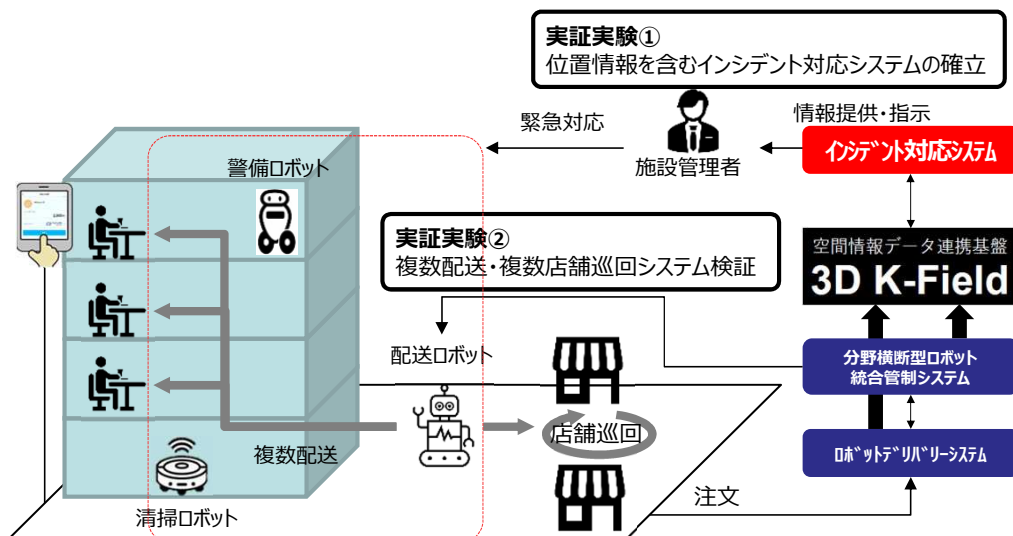 実証実験①
位置情報を含むインシデント対応システムの確立
情報提供・指示
緊急対応
施設管理者
インシデント対応システム
警備ロボット
実証実験②
複数配送・複数店舗巡回システム検証
空間情報データ連携基盤
3D K-Field
配送ロボット
分野横断型ロボット
統合管制システム
店舗巡回
複数配送
ロボットデリバリーシステム
注文
清掃ロボット